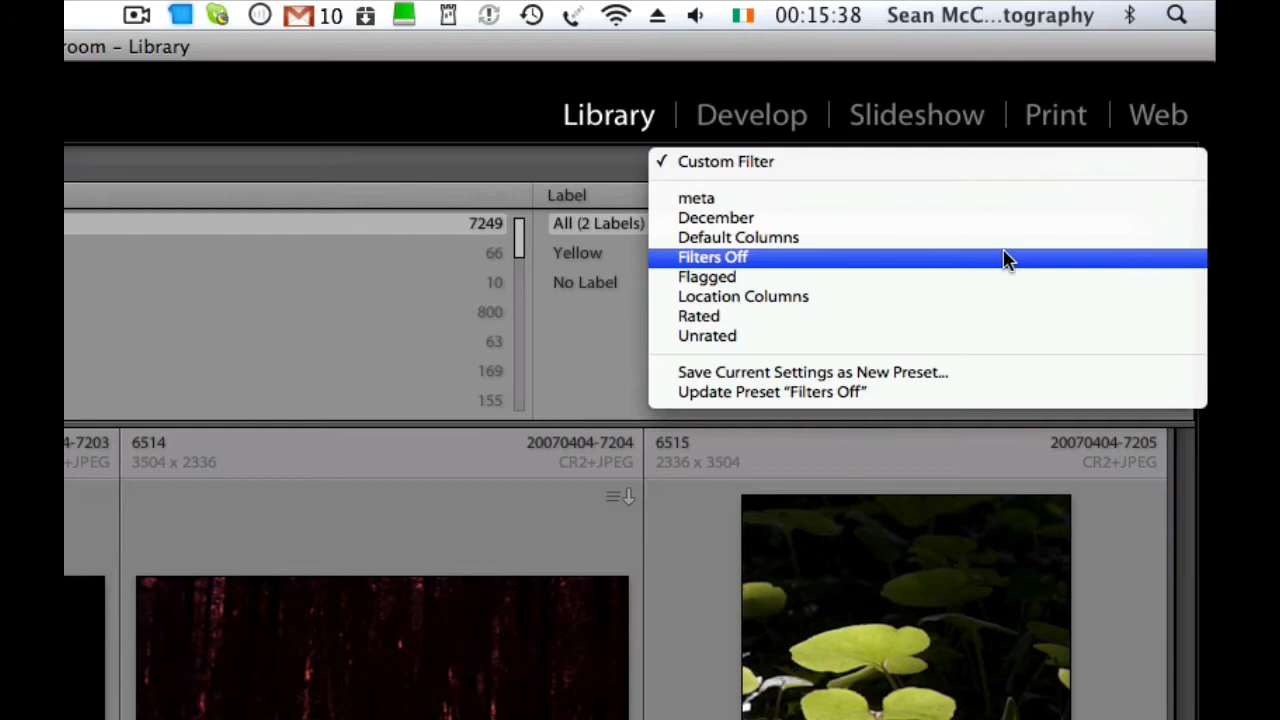 10 00:15:38 Sean McC...tography
room – Library
Library Develop Slideshow Print Web
✓ Custom Filter
meta
December
Default Columns
Filters Off
Flagged
Location Columns
Rated
Unrated
Save Current Settings as New Preset...
Update Preset “Filters Off”
Label
7249 All (2 Labels)
66 Yellow
10 No Label
800
63
169
155
4-7203 6514 20070404-7204 6515 20070404-7205
+JPEG 3504 x 2336 CR2+JPEG 2336 x 3504 CR2+JPEG